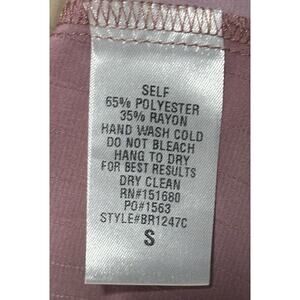 SELF
65% POLYESTER
35% RAYON
HAND WASH COLD
DO NOT BLEACH
HANG TO DRY
FOR BEST RESULTS
DRY CLEAN
RN#151680
PO#1563
STYLE#BR1247C
S